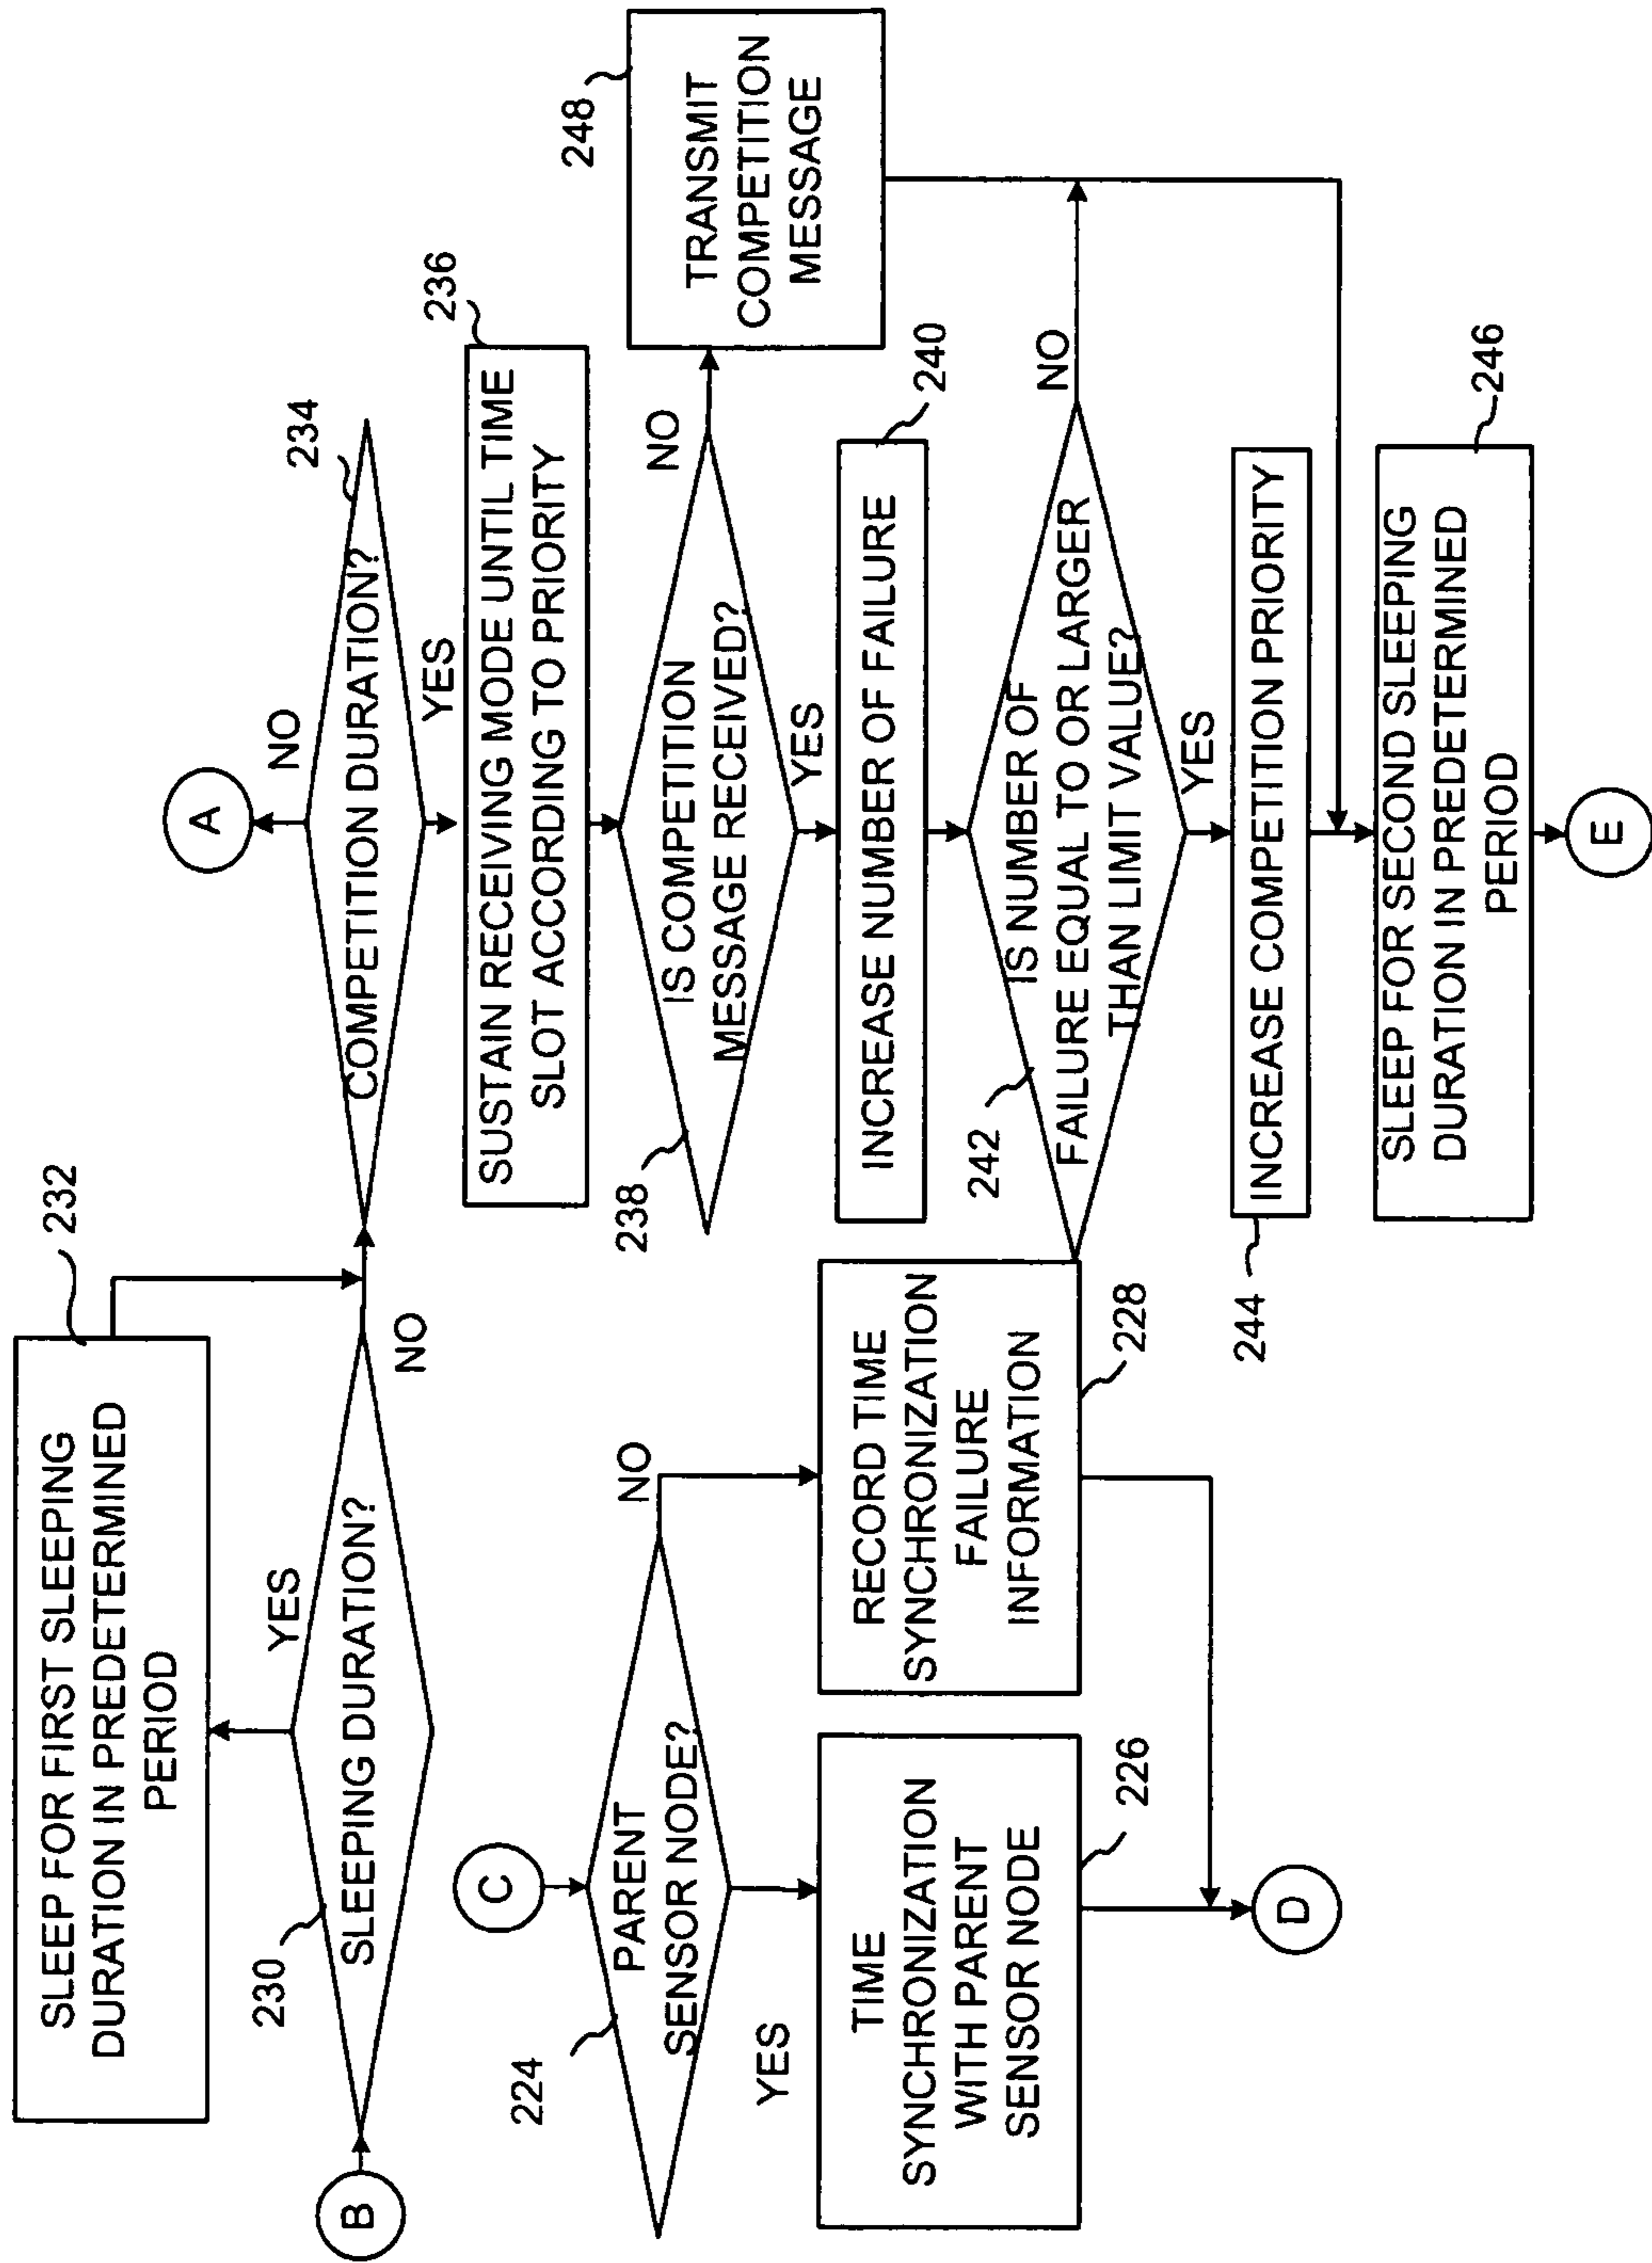 SLEEP FOR FIRST SLEEPING
DURATION IN PREDETERMINED
PERIOD
232
B
230
SLEEPING DURATION?
YES
NO
A
NO
234
COMPETITION DURATION?
YES
236
SUSTAIN RECEIVING MODE UNTIL TIME
SLOT ACCORDING TO PRIORITY
238
IS COMPETITION
MESSAGE RECEIVED?
NO
YES
248
TRANSMIT
COMPETITION
MESSAGE
INCREASE NUMBER OF FAILURE
240
242
IS NUMBER OF
FAILURE EQUAL TO OR LARGER
THAN LIMIT VALUE?
NO
YES
INCREASE COMPETITION PRIORITY
244
SLEEP FOR SECOND SLEEPING
DURATION IN PREDETERMINED
PERIOD
246
E
C
224
PARENT
SENSOR NODE?
NO
YES
TIME
SYNCHRONIZATION
WITH PARENT
SENSOR NODE
226
RECORD TIME
SYNCHRONIZATION
FAILURE
INFORMATION
228
D